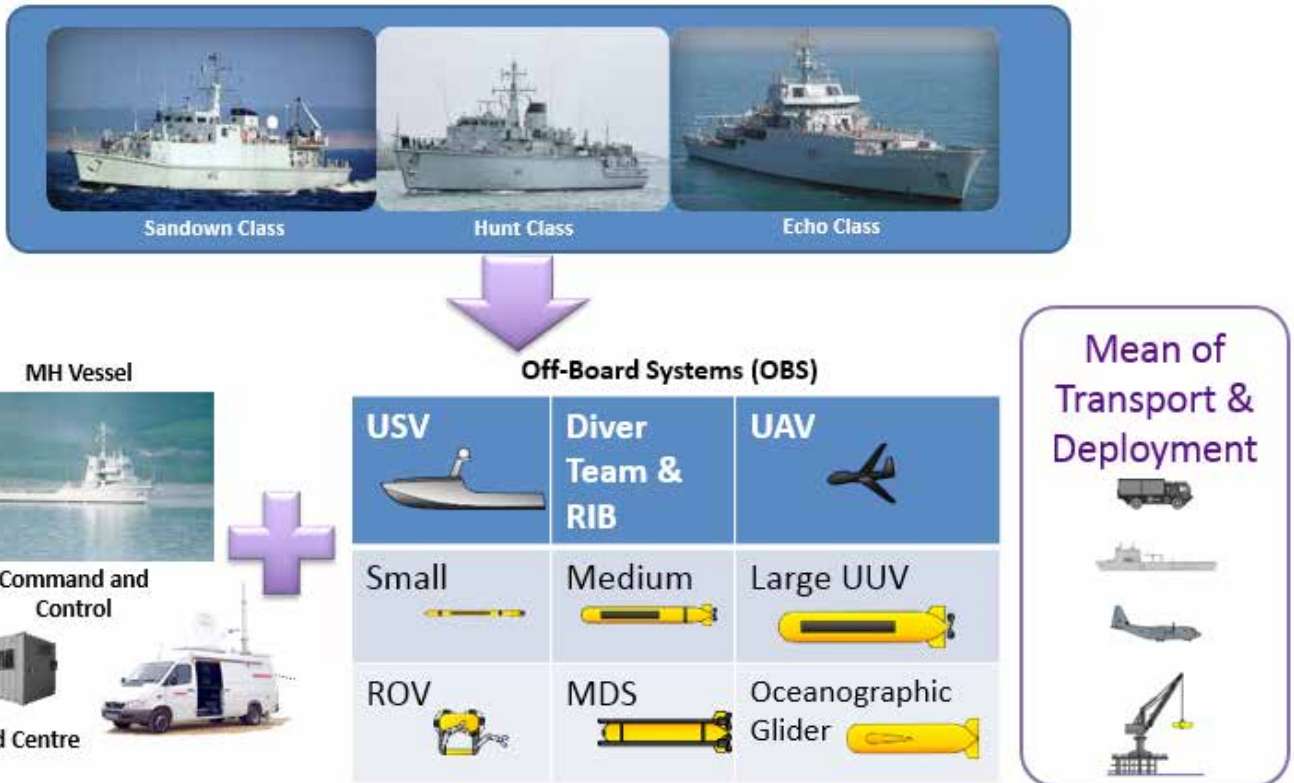 Sandown Class
Hunt Class
Echo Class
MH Vessel
Command and
Control
d Centre
Off-Board Systems (OBS)
USV
Diver
Team &
RIB
UAV
Small
Medium
Large UUV
ROV
MDS
Oceanographic
Glider
Mean of
Transport &
Deployment